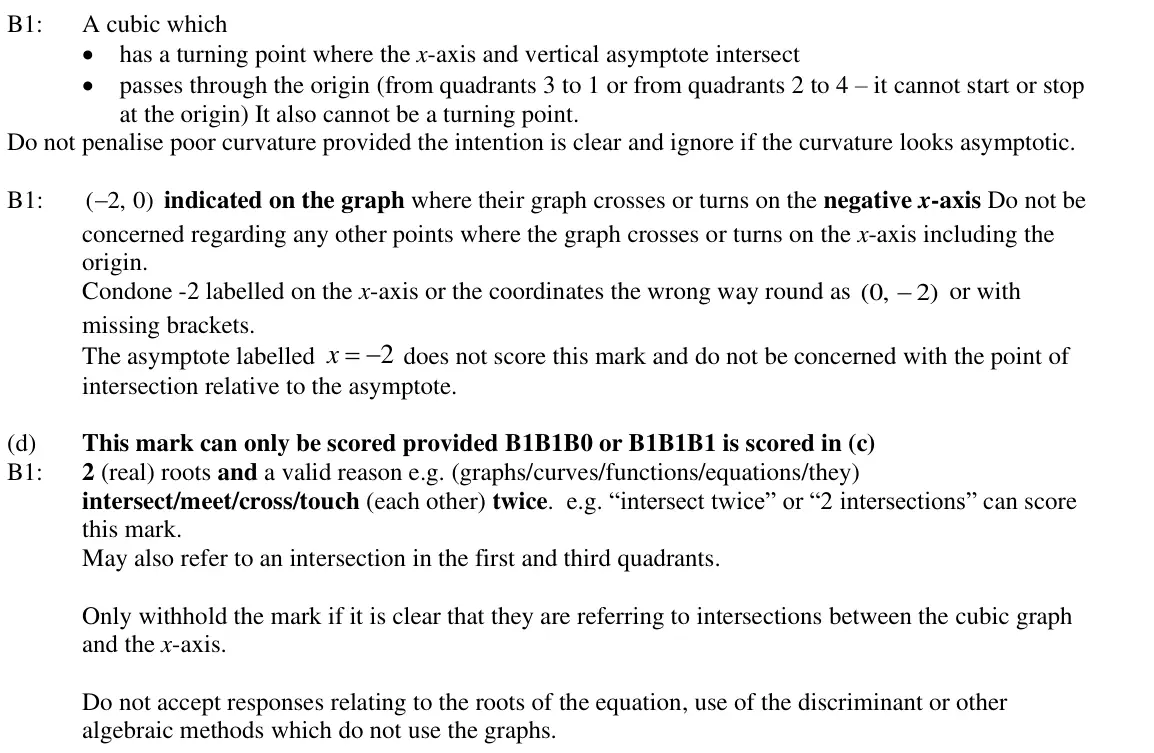 B1: A cubic which
• has a turning point where the x-axis and vertical asymptote intersect
• passes through the origin (from quadrants 3 to 1 or from quadrants 2 to 4 – it cannot start or stop
at the origin) It also cannot be a turning point.
Do not penalise poor curvature provided the intention is clear and ignore if the curvature looks asymptotic.
B1: (–2, 0) indicated on the graph where their graph crosses or turns on the negative x-axis Do not be
concerned regarding any other points where the graph crosses or turns on the x-axis including the
origin.
Condone -2 labelled on the x-axis or the coordinates the wrong way round as (0, – 2) or with
missing brackets.
The asymptote labelled x = –2 does not score this mark and do not be concerned with the point of
intersection relative to the asymptote.
(d) This mark can only be scored provided B1B1B0 or B1B1B1 is scored in (c)
B1: 2 (real) roots and a valid reason e.g. (graphs/curves/functions/equations/they)
intersect/meet/cross/touch (each other) twice. e.g. “intersect twice” or “2 intersections” can score
this mark.
May also refer to an intersection in the first and third quadrants.
Only withhold the mark if it is clear that they are referring to intersections between the cubic graph
and the x-axis.
Do not accept responses relating to the roots of the equation, use of the discriminant or other
algebraic methods which do not use the graphs.